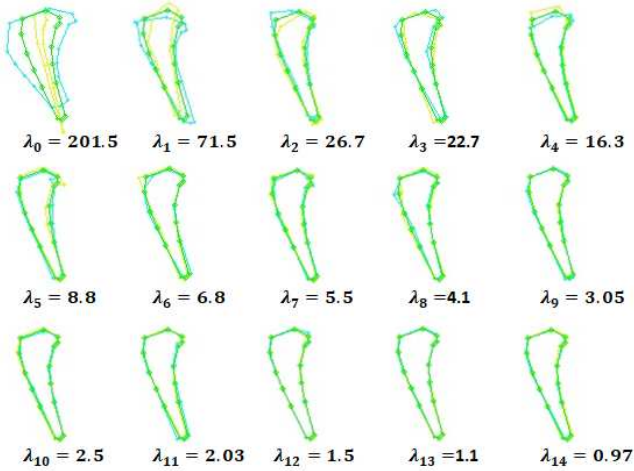 λ₀ = 201.5 λ₁ = 71.5 λ₂ = 26.7 λ₃ =22.7 λ₄ = 16.3
λ₅ = 8.8 λ₆ = 6.8 λ₇ = 5.5 λ₈ =4.1 λ₉ = 3.05
λ₁₀ = 2.5 λ₁₁ = 2.03 λ₁₂ = 1.5 λ₁₃ =1.1 λ₁₄ = 0.97